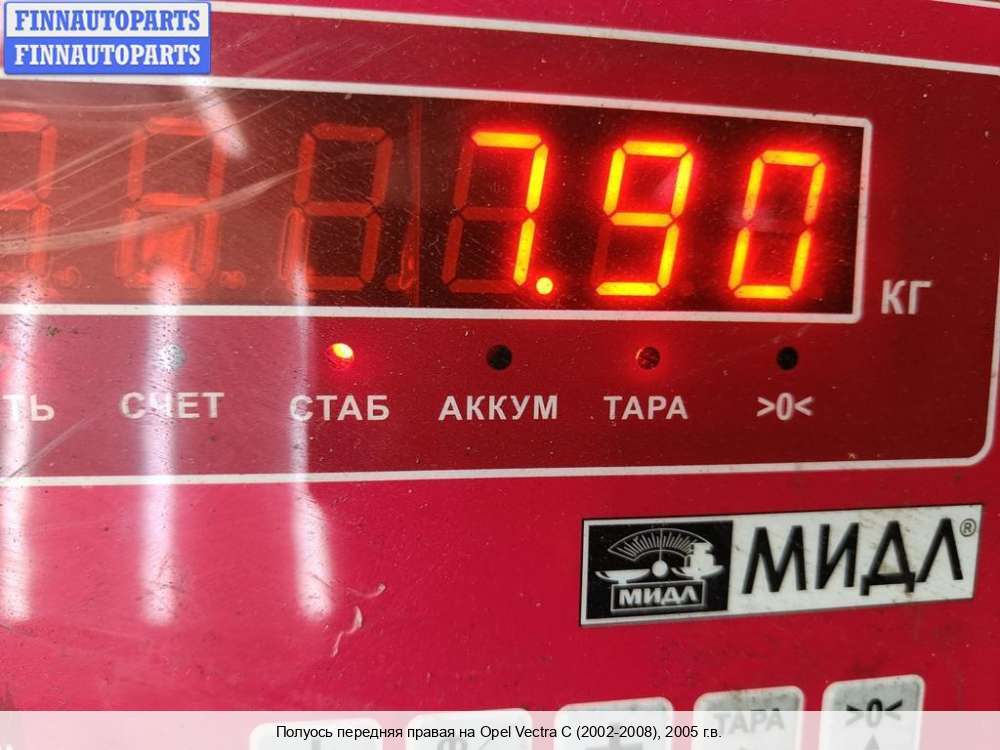 FINNAUTOPARTS
FINNAUTOPARTS
7.90
КГ
СЧЕТ СТАБ АККУМ ТАРА >0<
МИДЛ
МИДЛ®
ТАРА >0<
Полуось передняя правая на Opel Vectra C (2002-2008), 2005 г.в.